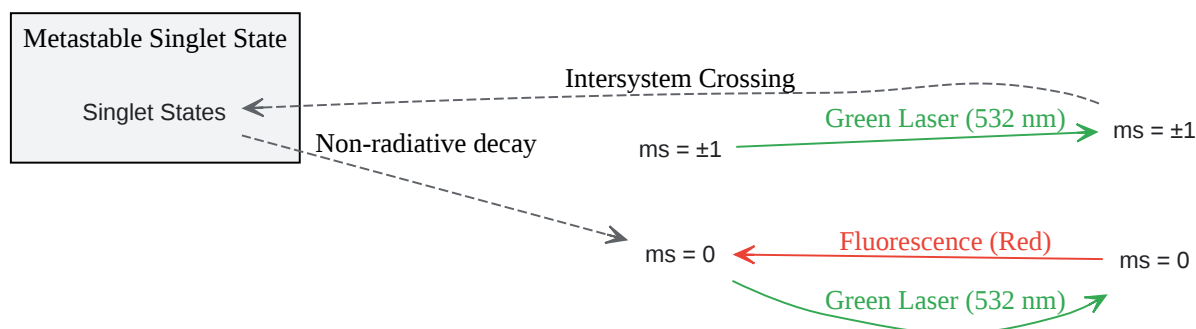 Metastable Singlet State
Singlet States
Intersystem Crossing
Non-radiative decay
Green Laser (532 nm)
ms = ±1
ms = ±1
Fluorescence (Red)
ms = 0
ms = 0
Green Laser (532 nm)